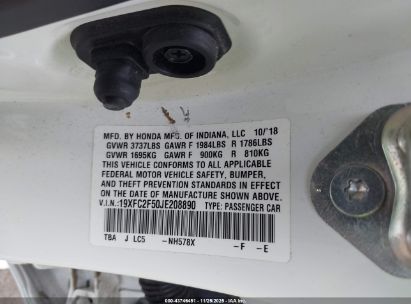 MFD. BY HONDA MFG. OF INDIANA, LLC 10/'18
GVWR 3737LBS GAWR F 1984LBS R 1786LBS
GVWR 1695KG GAWR F 900KG R 810KG
THIS VEHICLE CONFORMS TO ALL APPLICABLE
FEDERAL MOTOR VEHICLE SAFETY, BUMPER,
AND THEFT PREVENTION STANDARDS IN EFFECT
ON THE DATE OF MANUFACTURE SHOWN ABOVE.
V.I.N.:19XFC2F50JE208890 TYPE: PASSENGER CAR
TBA J LC5 -NH578X -F -E